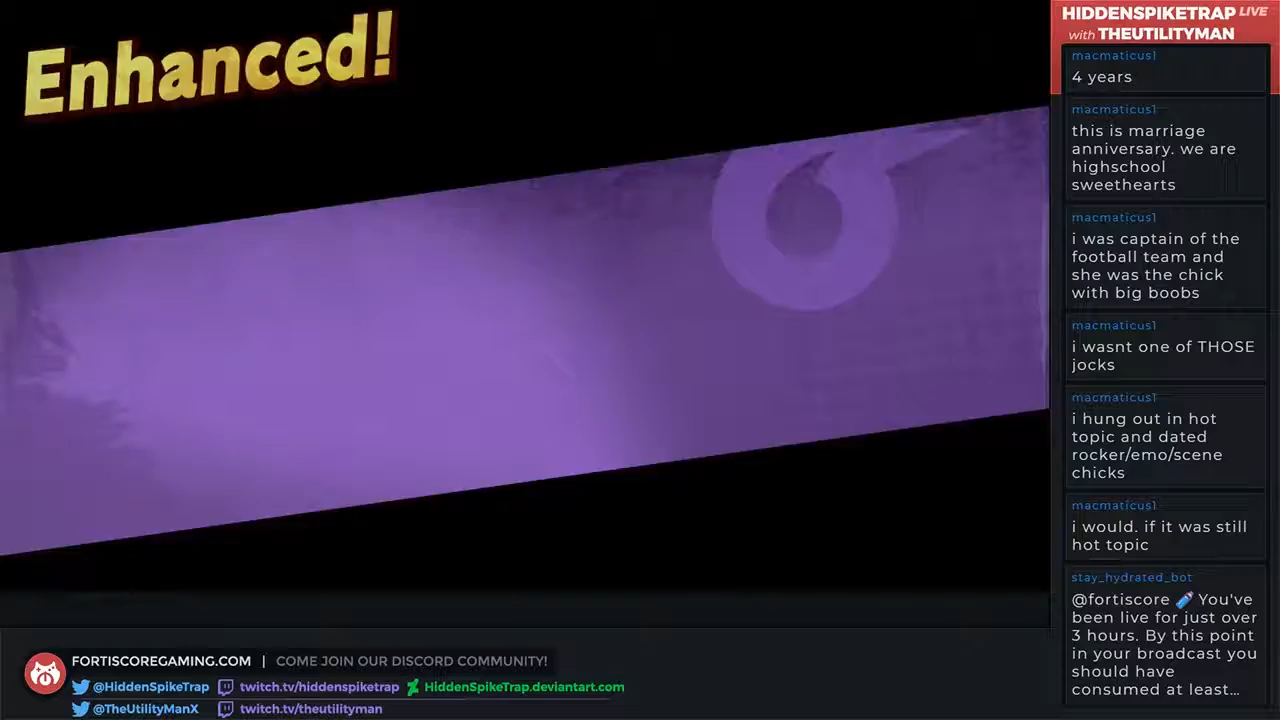 Enhanced!
HIDDENSPIKETRAP LIVE
with THEUTILITYMAN
macmaticus1
4 years
macmaticus1
this is marriage
anniversary. we are
highschool
sweethearts
macmaticus1
i was captain of the
football team and
she was the chick
with big boobs
macmaticus1
i wasnt one of THOSE
jocks
macmaticus1
i hung out in hot
topic and dated
rocker/emo/scene
chicks
macmaticus1
i would. if it was still
hot topic
stay_hydrated_bot
@fortiscore You've
been live for just over
3 hours. By this point
in your broadcast you
should have
consumed at least...
FORTISCOREGAMING.COM | COME JOIN OUR DISCORD COMMUNITY!
@HiddenSpikeTrap twitch.tv/hiddenspiketrap HiddenSpikeTrap.deviantart.com
@TheUtilityManX twitch.tv/theutilityman